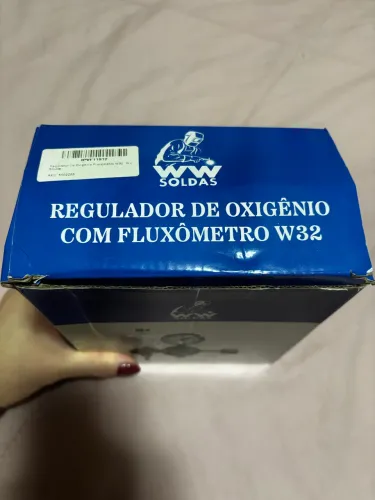 WW
SOLDAS
REGULADOR DE OXIGÊNIO
COM FLUXÔMETRO W32